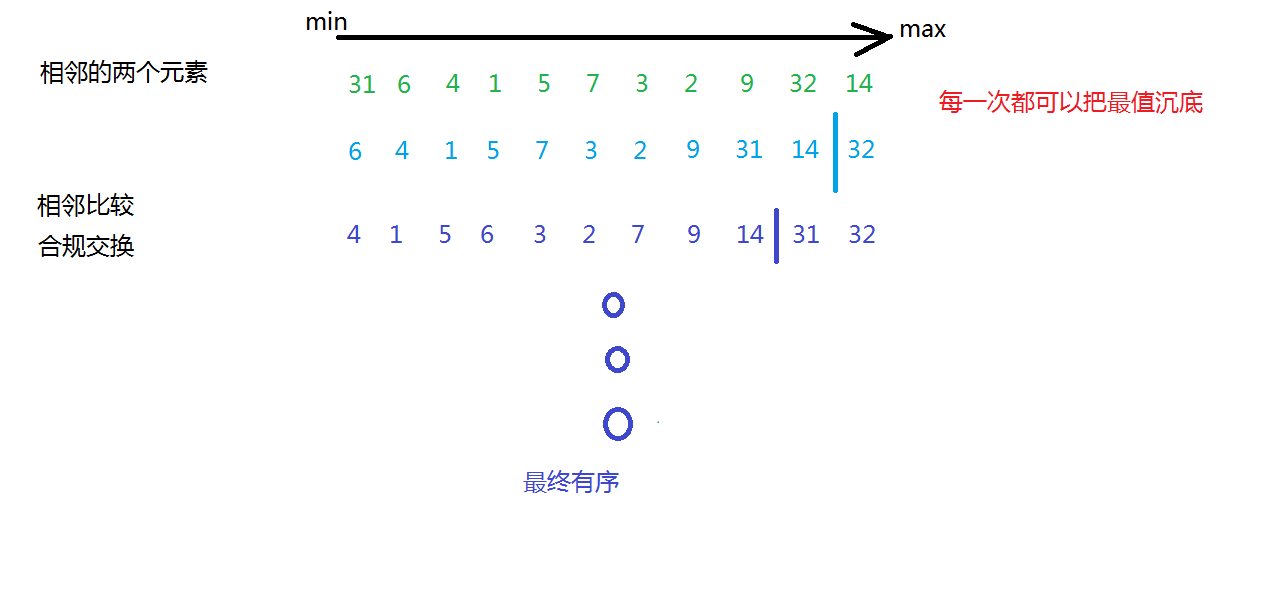 min
max
相邻的两个元素
31 6 4 1 5 7 3 2 9 32 14
每一次都可以把最值沉底
6 4 1 5 7 3 2 9 31 14 32
相邻比较
4 1 5 6 3 2 7 9 14 31 32
合规交换
最终有序